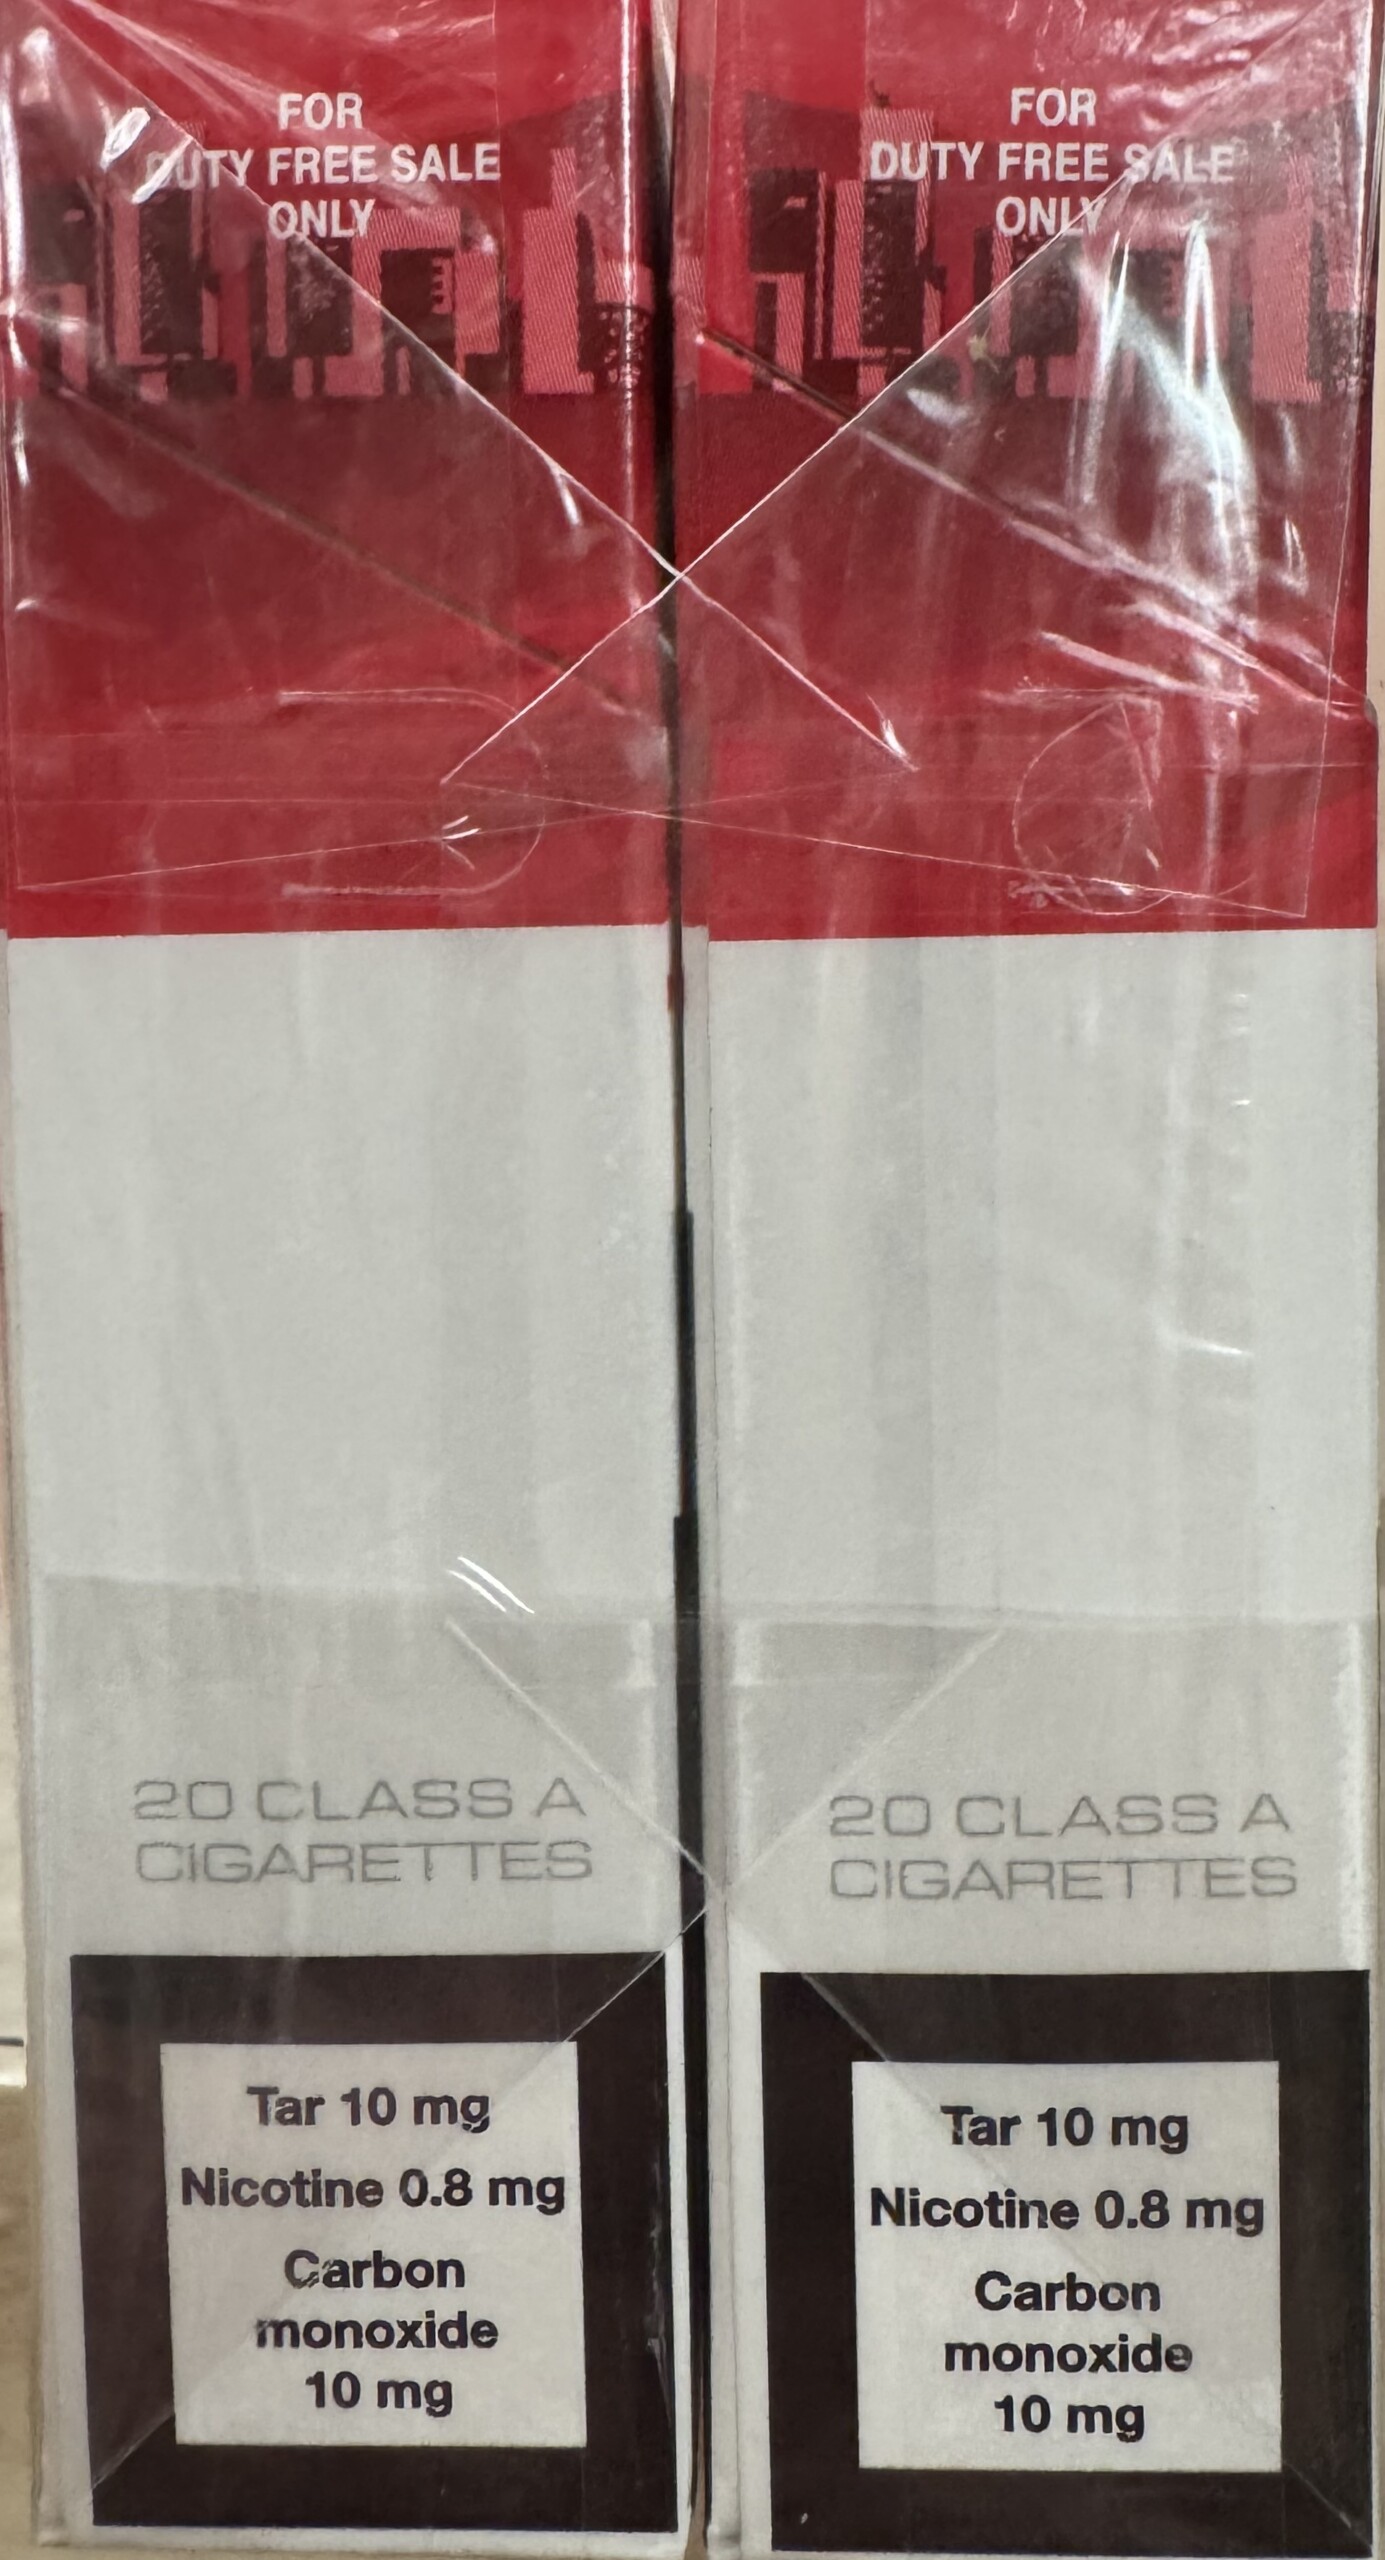 FOR
DUTY FREE SALE
ONLY
20 CLASS A
CIGARETTES
Tar 10 mg
Nicotine 0.8 mg
Carbon
monoxide
10 mg
FOR
DUTY FREE SALE
ONLY
20 CLASS A
CIGARETTES
Tar 10 mg
Nicotine 0.8 mg
Carbon
monoxide
10 mg